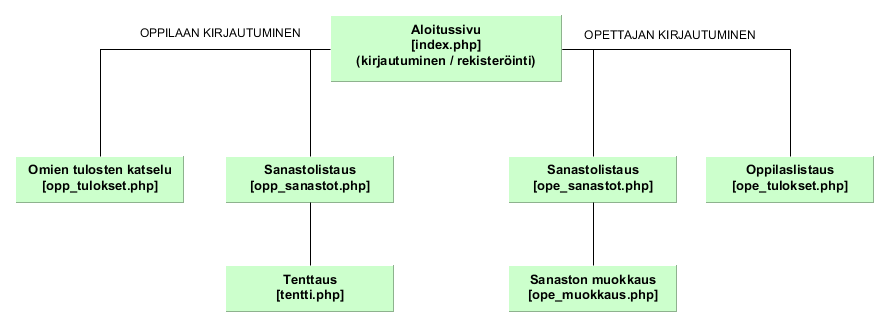 OPPILAAN KIRJAUTUMINEN
Aloitussivu
[index.php]
(kirjautuminen / rekisteröinti)
OPETTAJAN KIRJAUTUMINEN
Omien tulosten katselu
[opp_tulokset.php]
Sanastolistaus
[opp_sanastot.php]
Sanastolistaus
[ope_sanastot.php]
Oppilaslistaus
[ope_tulokset.php]
Tenttaus
[tentti.php]
Sanaston muokkaus
[ope_muokkaus.php]